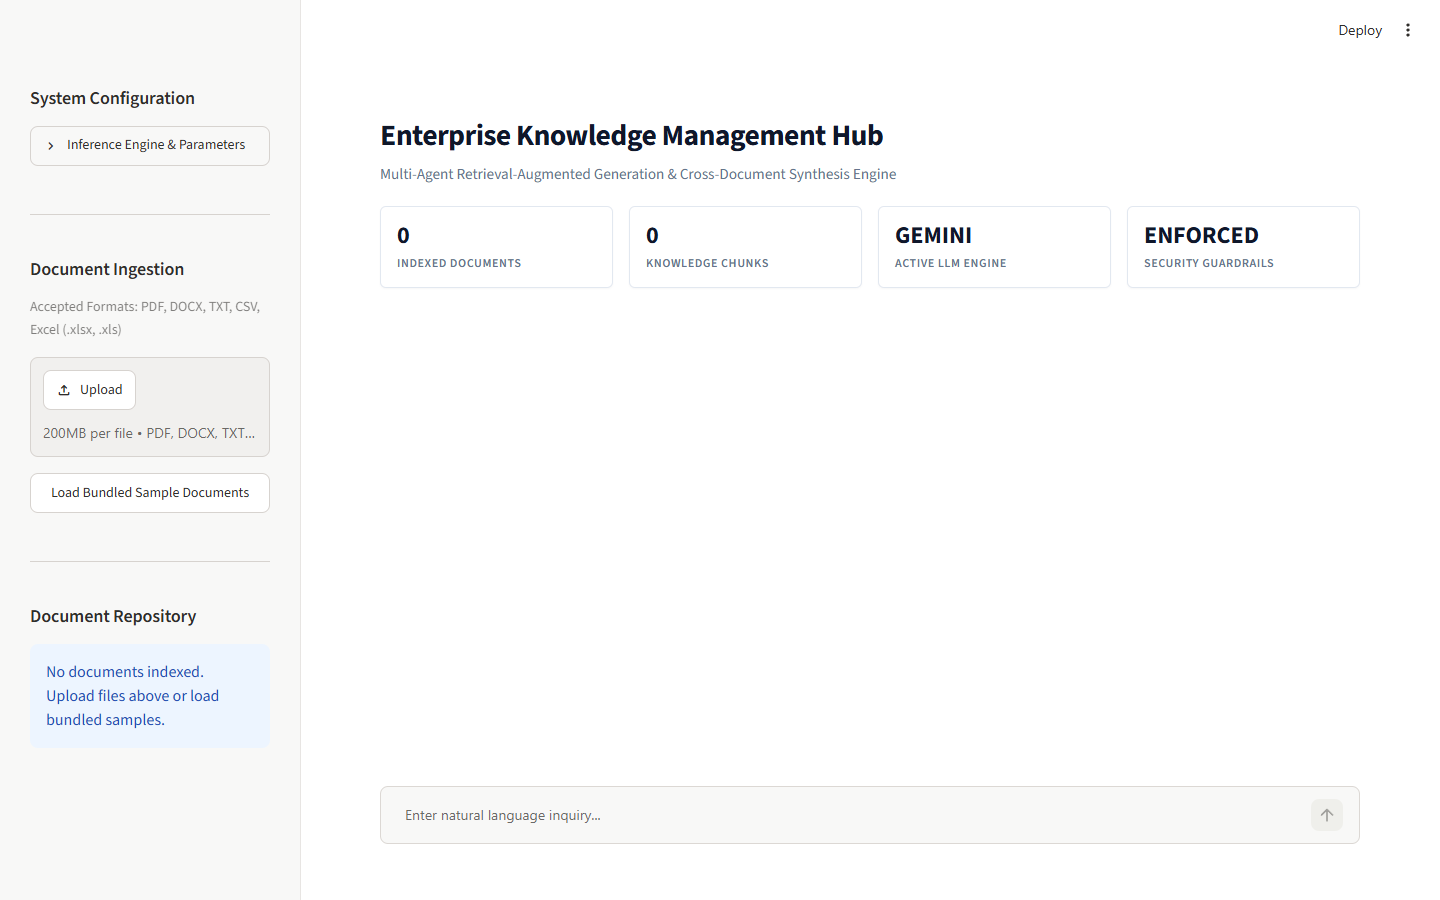 Deploy
System Configuration
Inference Engine & Parameters
Document Ingestion
Accepted Formats: PDF, DOCX, TXT, CSV,
Excel (.xlsx, .xls)
Upload
200MB per file • PDF, DOCX, TXT...
Load Bundled Sample Documents
Document Repository
No documents indexed.
Upload files above or load
bundled samples.
Enterprise Knowledge Management Hub
Multi-Agent Retrieval-Augmented Generation & Cross-Document Synthesis Engine
0
INDEXED DOCUMENTS
0
KNOWLEDGE CHUNKS
GEMINI
ACTIVE LLM ENGINE
ENFORCED
SECURITY GUARDRAILS
Enter natural language inquiry...